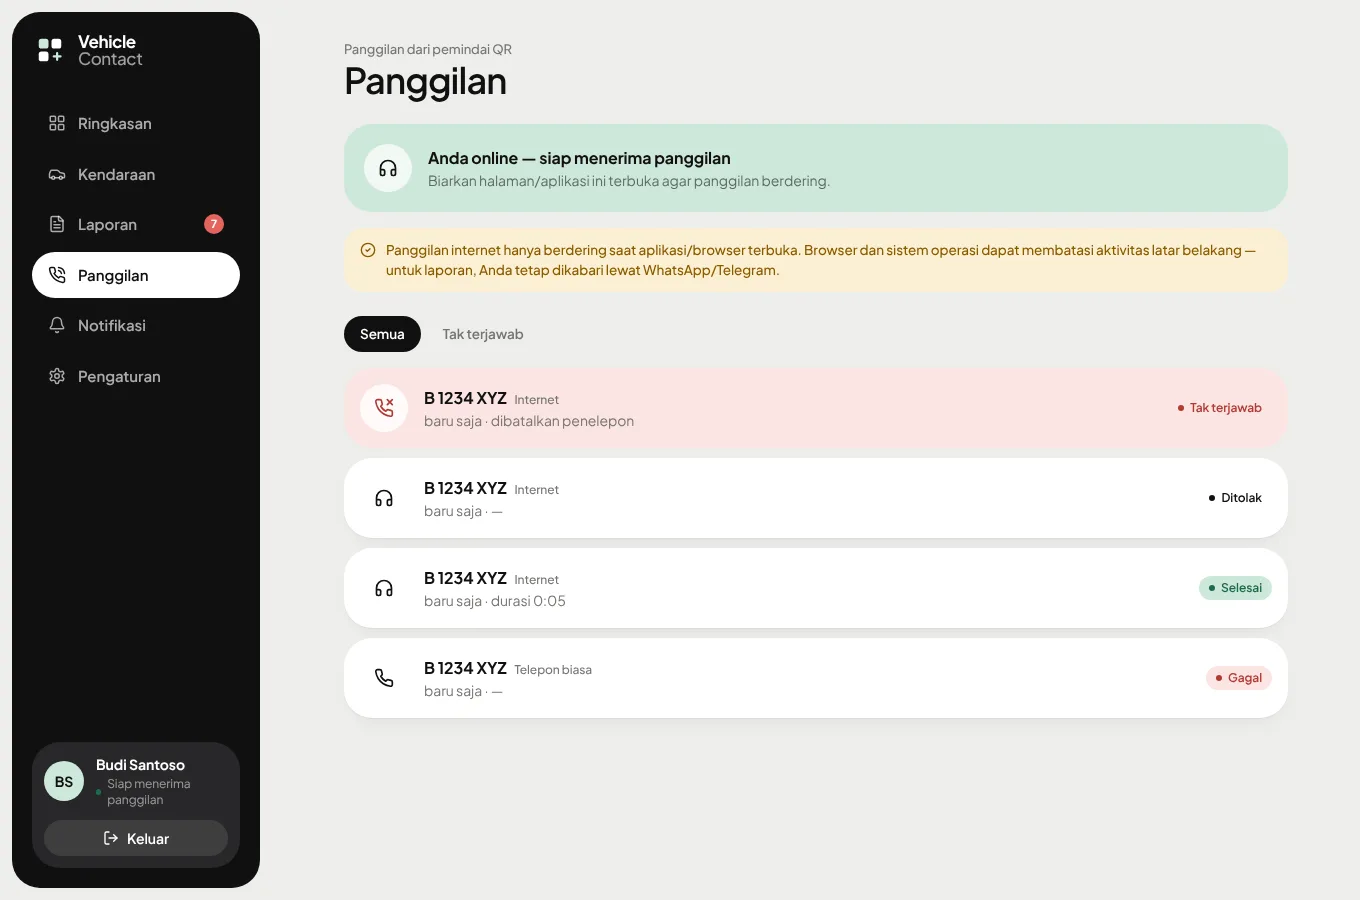 Vehicle
Contact
Ringkasan
Kendaraan
Laporan 7
Panggilan
Notifikasi
Pengaturan
BS
Budi Santoso
Siap menerima
panggilan
Keluar
Panggilan dari pemindai QR
Panggilan
Anda online — siap menerima panggilan
Biarkan halaman/aplikasi ini terbuka agar panggilan berdering.
Panggilan internet hanya berdering saat aplikasi/browser terbuka. Browser dan sistem operasi dapat membatasi aktivitas latar belakang —
untuk laporan, Anda tetap dikabari lewat WhatsApp/Telegram.
Semua Tak terjawab
B 1234 XYZ Internet
baru saja · dibatalkan penelepon
Tak terjawab
B 1234 XYZ Internet
baru saja · —
Ditolak
B 1234 XYZ Internet
baru saja · durasi 0:05
Selesai
B 1234 XYZ Telepon biasa
baru saja · —
Gagal